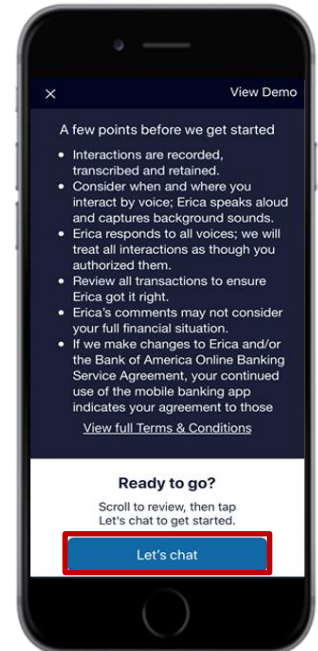 × View Demo
A few points before we get started
• Interactions are recorded,
transcribed and retained.
• Consider when and where you
interact by voice; Erica speaks aloud
and captures background sounds.
• Erica responds to all voices; we will
treat all interactions as though you
authorized them.
• Review all transactions to ensure
Erica got it right.
• Erica's comments may not consider
your full financial situation.
• If we make changes to Erica and/or
the Bank of America Online Banking
Service Agreement, your continued
use of the mobile banking app
indicates your agreement to those
View full Terms & Conditions
Ready to go?
Scroll to review, then tap
Let's chat to get started.
Let's chat